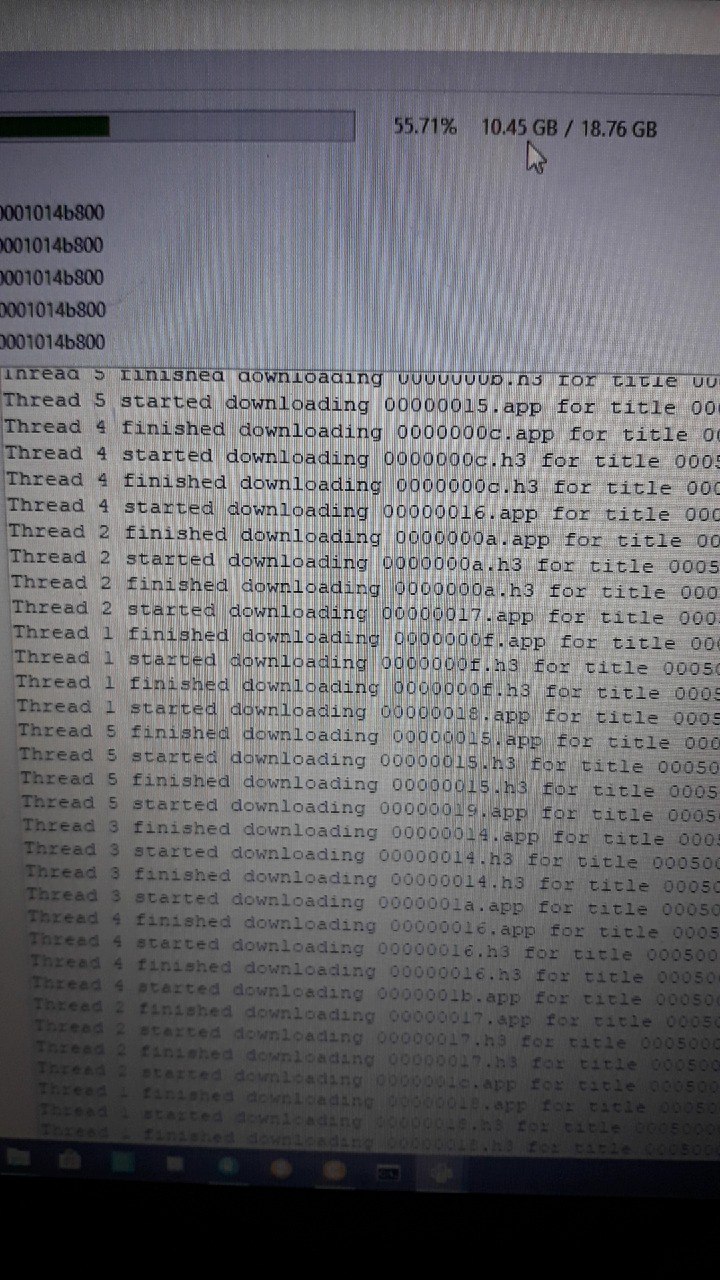 55.71% 10.45 GB / 18.76 GB
0001014b800
0001014b800
0001014b800
0001014b800
0001014b800
Thread 5 finished downloading 0000000b.h3 for title 00
Thread 5 started downloading 00000015.app for title 00
Thread 4 finished downloading 0000000c.app for title 0
Thread 4 started downloading 0000000c.h3 for title 0005
Thread 4 finished downloading 0000000c.h3 for title 000
Thread 4 started downloading 00000016.app for title 000
Thread 2 finished downloading 0000000a.app for title 00
Thread 2 started downloading 0000000a.h3 for title 0005
Thread 2 finished downloading 0000000a.h3 for title 000
Thread 2 started downloading 00000017.app for title 000
Thread 1 finished downloading 0000000f.app for title 000
Thread 1 started downloading 0000000f.h3 for title 00050
Thread 1 finished downloading 0000000f.h3 for title 0005
Thread 1 started downloading 00000018.app for title 0005
Thread 5 finished downloading 00000015.app for title 000
Thread 5 started downloading 00000015.h3 for title 00050
Thread 5 finished downloading 00000015.h3 for title 0005
Thread 5 started downloading 00000019.app for title 0005
Thread 3 finished downloading 00000014.app for title 000
Thread 3 started downloading 00000014.h3 for title 000500
Thread 3 finished downloading 00000014.h3 for title 00050
Thread 3 started downloading 0000001a.app for title 00050
Thread 4 finished downloading 00000016.app for title 0005
Thread 4 started downloading 00000016.h3 for title 000500
Thread 4 finished downloading 00000016.h3 for title 00050
Thread 4 started downloading 0000001b.app for title 00050
Thread 2 finished downloading 00000017.app for title 00050
Thread 2 started downloading 00000017.h3 for title 0005000
Thread 2 finished downloading 00000017.h3 for title 000500
Thread 2 started downloading 0000001c.app for title 000500
Thread 1 finished downloading 00000018.app for title 00050
Thread 1 started downloading 00000018.h3 for title 0005000
Thread 1 finished downloading 00000018.h3 for title 000500